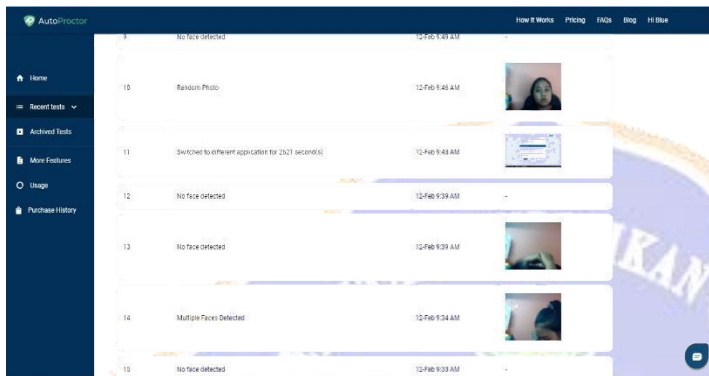 AutoProctor
How It Works Pricing FAQs Blog Hi Blue
9 No face detected 12-Feb 9:49 AM -
Home
10 Random Photo 12-Feb 9:46 AM
Recent tests
Archived Tests
11 Switched to different application for 2621 second(s) 12-Feb 9:43 AM
More Features
Usage
12 No face detected 12-Feb 9:39 AM -
Purchase History
13 No face detected 12-Feb 9:39 AM
IKAN
14 Multiple Faces Detected 12-Feb 9:34 AM
15 No face detected 12-Feb 9:33 AM -